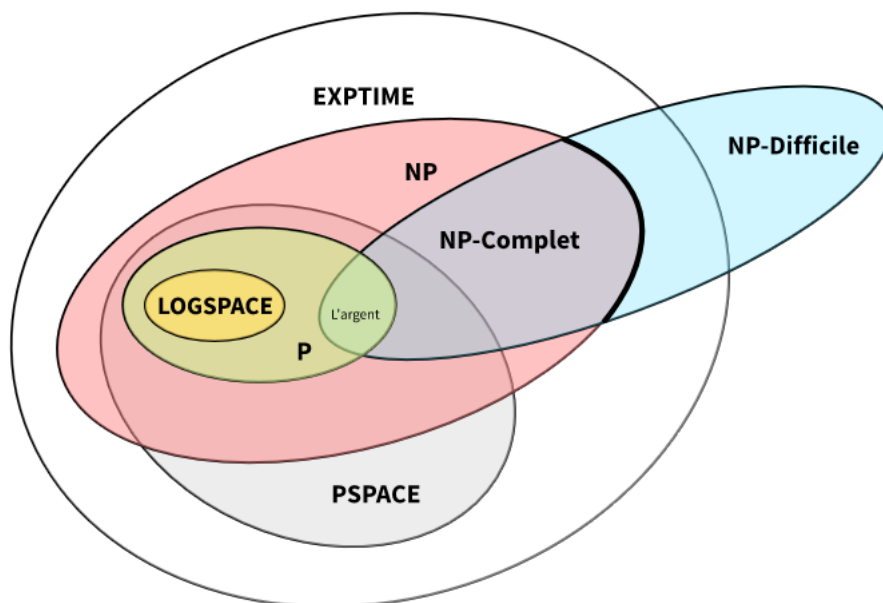 EXPTIME
NP-Difficile
NP
NP-Complet
LOGSPACE
L'argent
P
PSPACE